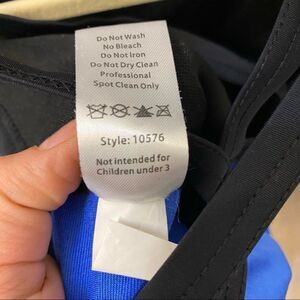 Do Not Wash
No Bleach
Do not Iron
Do Not Dry Clean
Professional
Spot Clean Only
Style: 10576
Not intended for
Children under 3